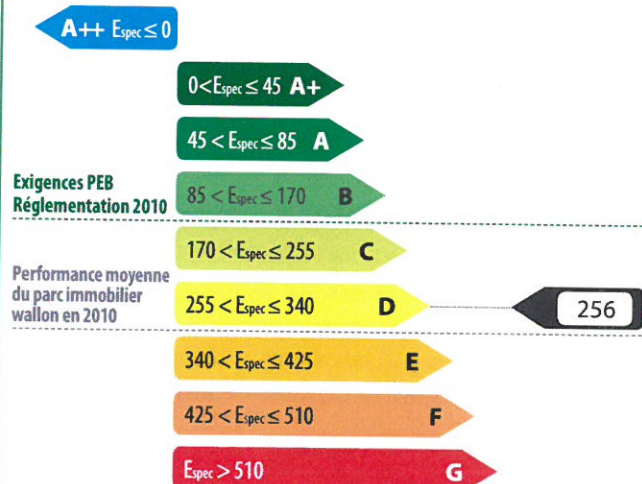 A++ Espec ≤ 0
0 < Espec ≤ 45 A+
45 < Espec ≤ 85 A
Exigences PEB
Réglementation 2010
85 < Espec ≤ 170 B
170 < Espec ≤ 255 C
Performance moyenne
du parc immobilier
wallon en 2010
255 < Espec ≤ 340 D
256
340 < Espec ≤ 425 E
425 < Espec ≤ 510 F
Espec > 510 G